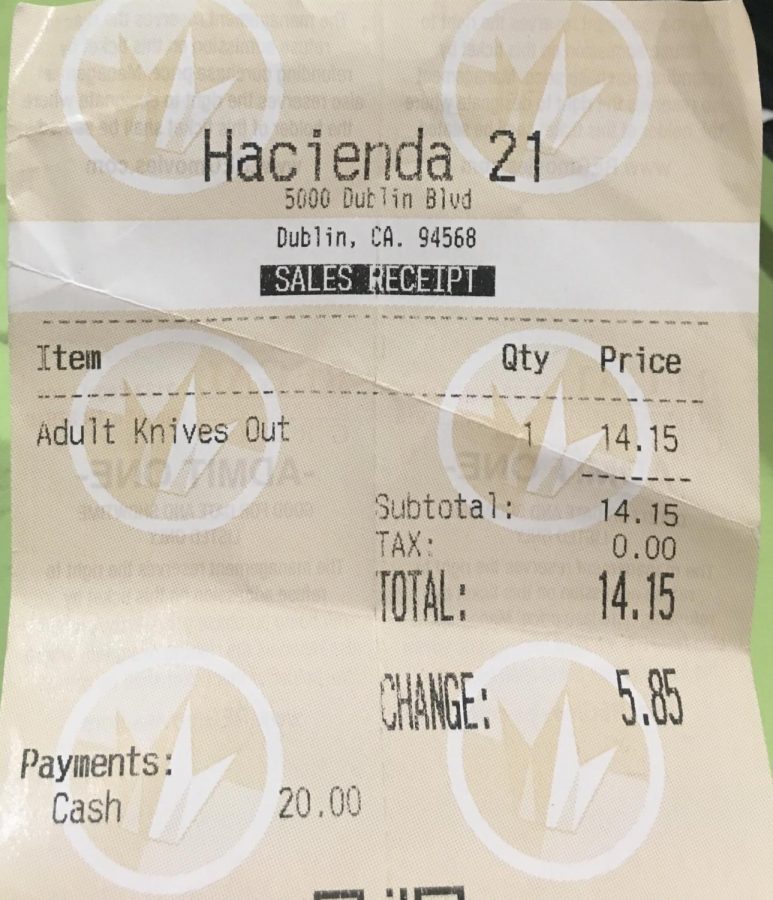 Hacienda 21
5000 Dublin Blvd
Dublin, CA. 94568
SALES RECEIPT
Item Qty Price
Adult Knives Out 1 14.15
Subtotal: 14.15
TAX: 0.00
TOTAL: 14.15
CHANGE: 5.85
Payments:
Cash 20.00